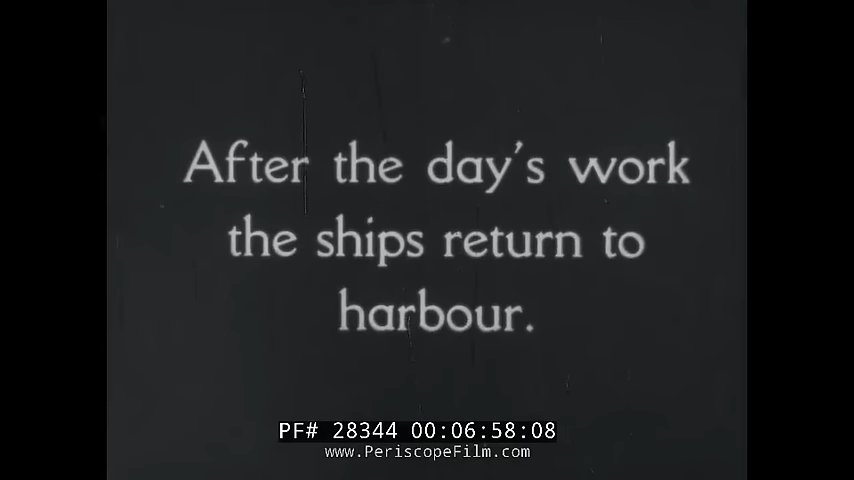 After the day's work
the ships return to
harbour.
PF# 28344 00:06:58:08
www.PeriscopeFilm.com